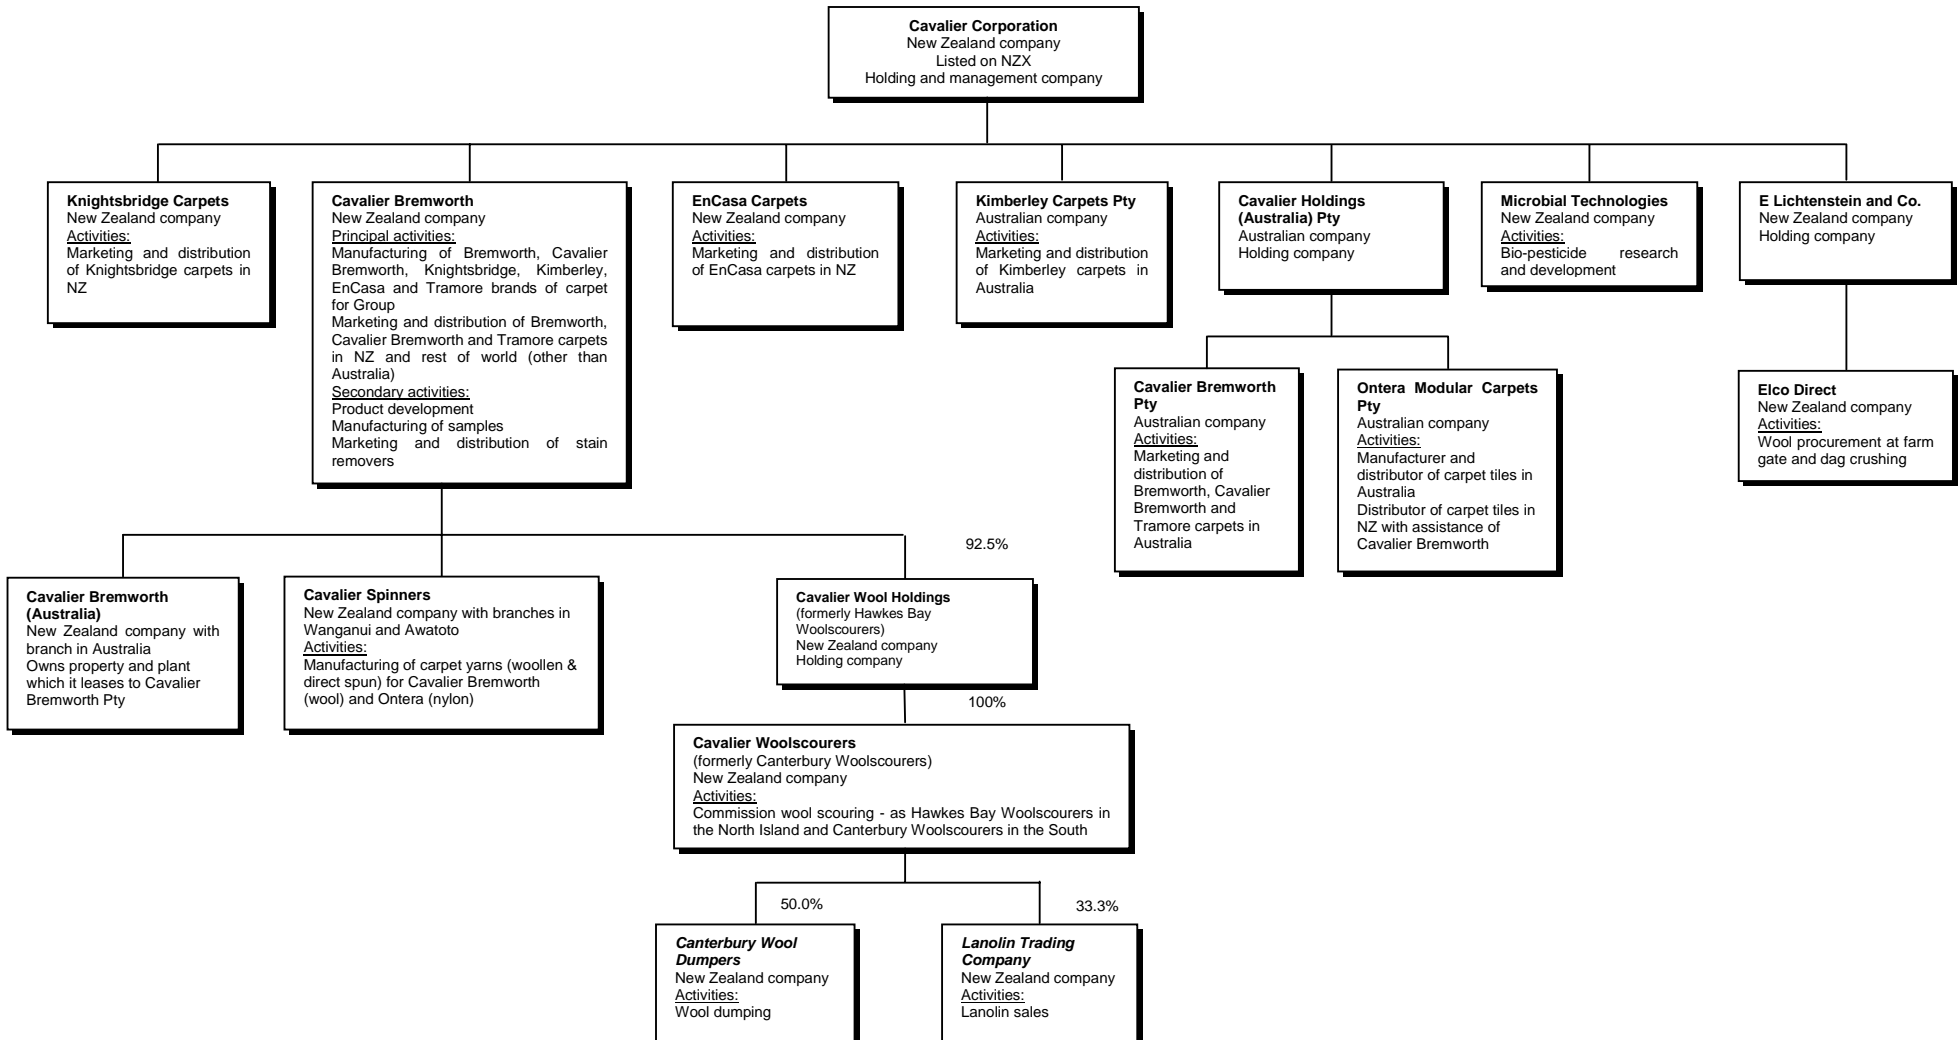 Cavalier Corporation
New Zealand company
Listed on NZX
Holding and management company
Knightsbridge Carpets
New Zealand company
Activities:
Marketing and distribution
of Knightsbridge carpets in
NZ
Cavalier Bremworth
New Zealand company
Principal activities:
Manufacturing of Bremworth, Cavalier
Bremworth, Knightsbridge, Kimberley,
EnCasa and Tramore brands of carpet
for Group
Marketing and distribution of Bremworth,
Cavalier Bremworth and Tramore carpets
in NZ and rest of world (other than
Australia)
Secondary activities:
Product development
Manufacturing of samples
Marketing and distribution of stain
removers
EnCasa Carpets
New Zealand company
Activities:
Marketing and distribution
of EnCasa carpets in NZ
Kimberley Carpets Pty
Australian company
Activities:
Marketing and distribution
of Kimberley carpets in
Australia
Cavalier Holdings
(Australia) Pty
Australian company
Holding company
Microbial Technologies
New Zealand company
Activities:
Bio-pesticide research
and development
E Lichtenstein and Co.
New Zealand company
Holding company
Cavalier Bremworth
Pty
Australian company
Activities:
Marketing and
distribution of
Bremworth, Cavalier
Bremworth and
Tramore carpets in
Australia
Ontera Modular Carpets
Pty
Australian company
Activities:
Manufacturer and
distributor of carpet tiles in
Australia
Distributor of carpet tiles in
NZ with assistance of
Cavalier Bremworth
Elco Direct
New Zealand company
Activities:
Wool procurement at farm
gate and dag crushing
92.5%
Cavalier Bremworth
(Australia)
New Zealand company with
branch in Australia
Owns property and plant
which it leases to Cavalier
Bremworth Pty
Cavalier Spinners
New Zealand company with branches in
Wanganui and Awatoto
Activities:
Manufacturing of carpet yarns (woollen &
direct spun) for Cavalier Bremworth
(wool) and Ontera (nylon)
Cavalier Wool Holdings
(formerly Hawkes Bay
Woolscourers)
New Zealand company
Holding company
100%
Cavalier Woolscourers
(formerly Canterbury Woolscourers)
New Zealand company
Activities:
Commission wool scouring - as Hawkes Bay Woolscourers in
the North Island and Canterbury Woolscourers in the South
50.0%
33.3%
Canterbury Wool
Dumpers
New Zealand company
Activities:
Wool dumping
Lanolin Trading
Company
New Zealand company
Activities:
Lanolin sales